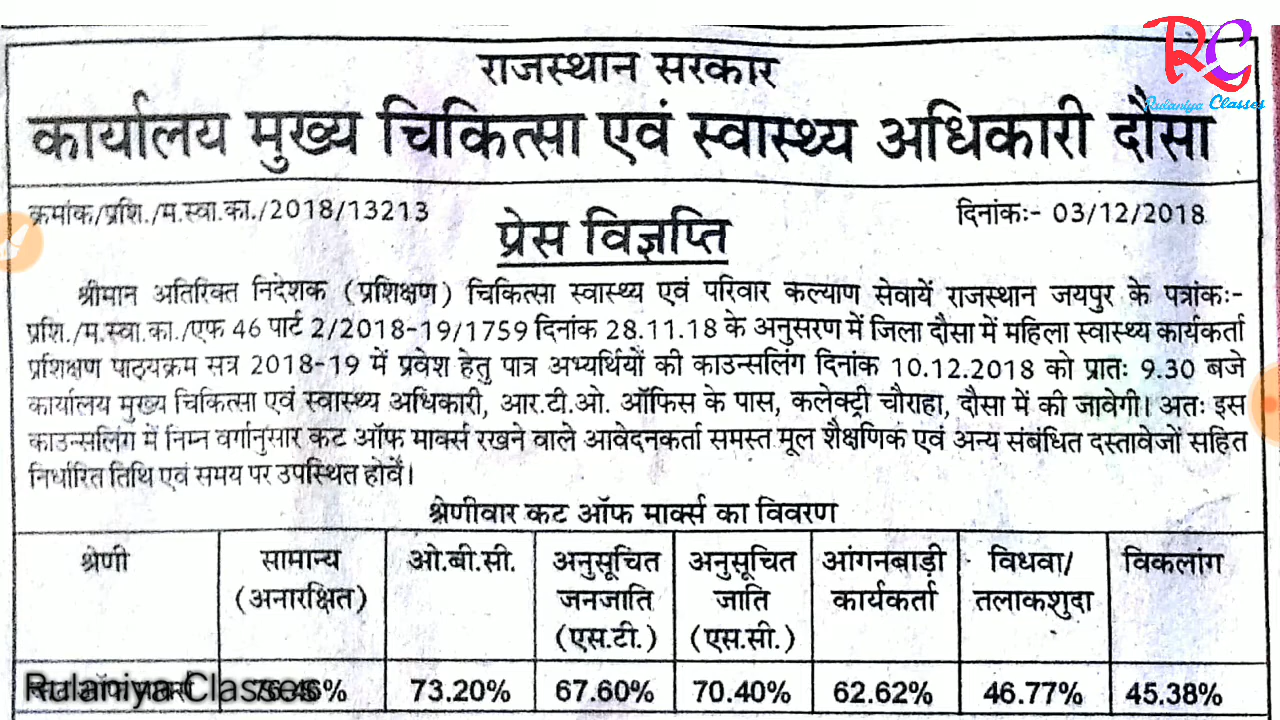 RC
Rulaniya Classes
राजस्थान सरकार
कार्यालय मुख्य चिकित्सा एवं स्वास्थ्य अधिकारी दौसा
क्रमांक/प्रशि./म.स्वा.का./2018/13213 दिनांकः- 03/12/2018
प्रेस विज्ञप्ति
श्रीमान अतिरिक्त निदेशक (प्रशिक्षण) चिकित्सा स्वास्थ्य एवं परिवार कल्याण सेवायें राजस्थान जयपुर के पत्रांकः-
प्रशि./म.स्वा.का./एफ 46 पार्ट 2/2018-19/1759 दिनांक 28.11.18 के अनुसरण में जिला दौसा में महिला स्वास्थ्य कार्यकर्ता
प्रशिक्षण पाठ्यक्रम सत्र 2018-19 में प्रवेश हेतु पात्र अभ्यर्थियों की काउन्सलिंग दिनांक 10.12.2018 को प्रातः 9.30 बजे
कार्यालय मुख्य चिकित्सा एवं स्वास्थ्य अधिकारी, आर.टी.ओ. ऑफिस के पास, कलेक्ट्री चौराहा, दौसा में की जावेगी। अतः इस
काउन्सलिंग में निम्न वर्गानुसार कट ऑफ मार्क्स रखने वाले आवेदनकर्ता समस्त मूल शैक्षणिक एवं अन्य संबंधित दस्तावेजों सहित
निर्धारित तिथि एवं समय पर उपस्थित होवें।
श्रेणीवार कट ऑफ मार्क्स का विवरण
श्रेणी सामान्य (अनारक्षित) ओ.बी.सी. अनुसूचित जनजाति (एस.टी.) अनुसूचित जाति (एस.सी.) आंगनबाड़ी कार्यकर्ता विधवा/ तलाकशुदा विकलांग
Rulaniya Classes 73.20% 67.60% 70.40% 62.62% 46.77% 45.38%